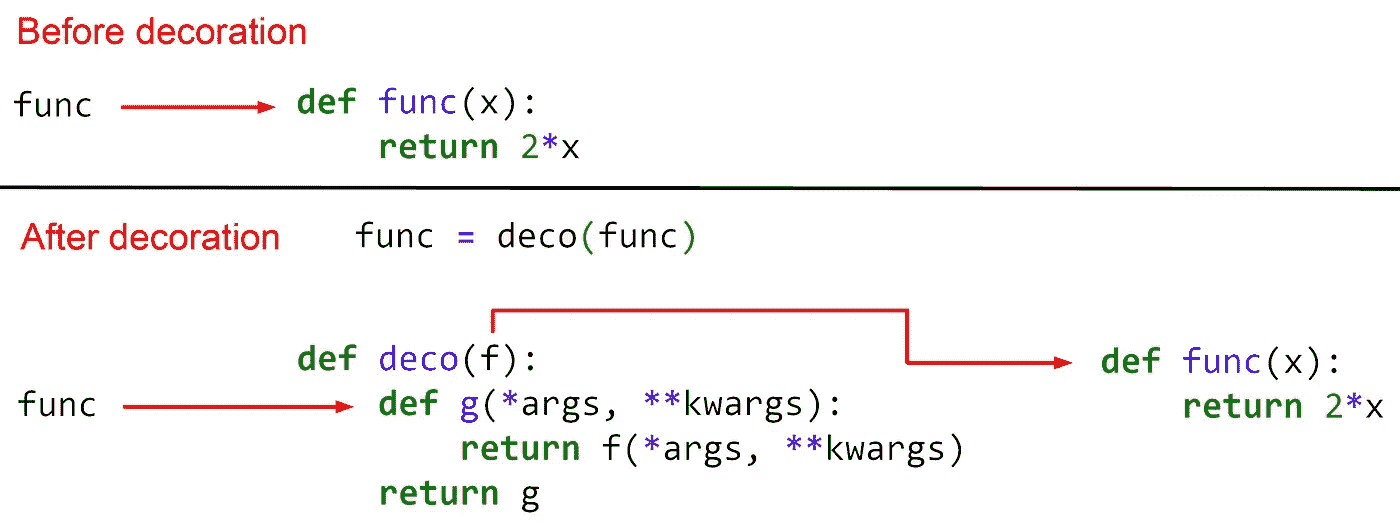 Before decoration
func def func(x):
return 2*x
After decoration func = deco(func)
def deco(f): def func(x):
func def g(*args, **kwargs): return 2*x
return f(*args, **kwargs)
return g